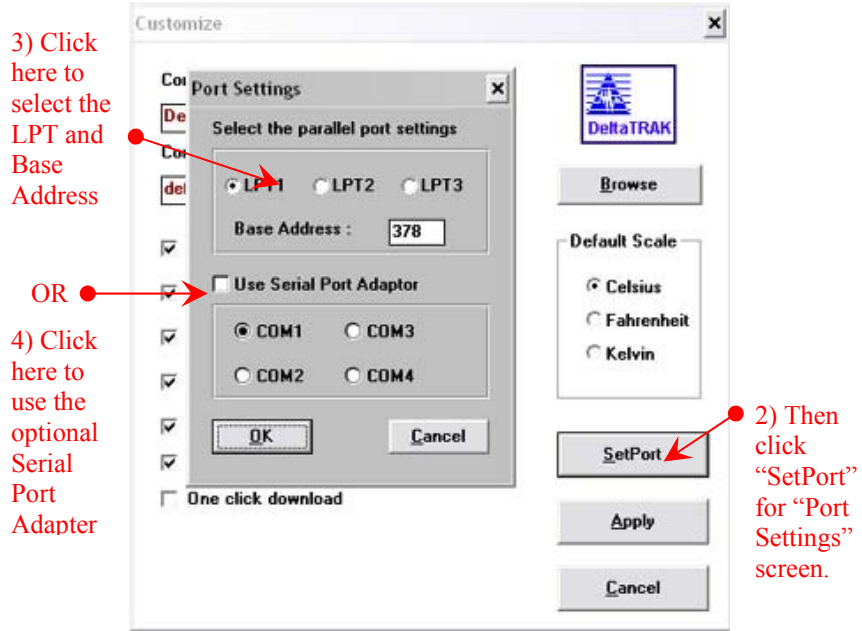 Customize
3) Click
here to
select the
LPT and
Base
Address
Port Settings
Select the parallel port settings
LPT1 LPT2 LPT3
Base Address : 378
OR
Use Serial Port Adaptor
COM1 COM3
COM2 COM4
OK Cancel
4) Click
here to
use the
optional
Serial
Port
Adapter
One click download
DeltaTRAK
Browse
Default Scale
Celsius
Fahrenheit
Kelvin
SetPort
Apply
Cancel
2) Then
click
“SetPort”
for “Port
Settings”
screen.